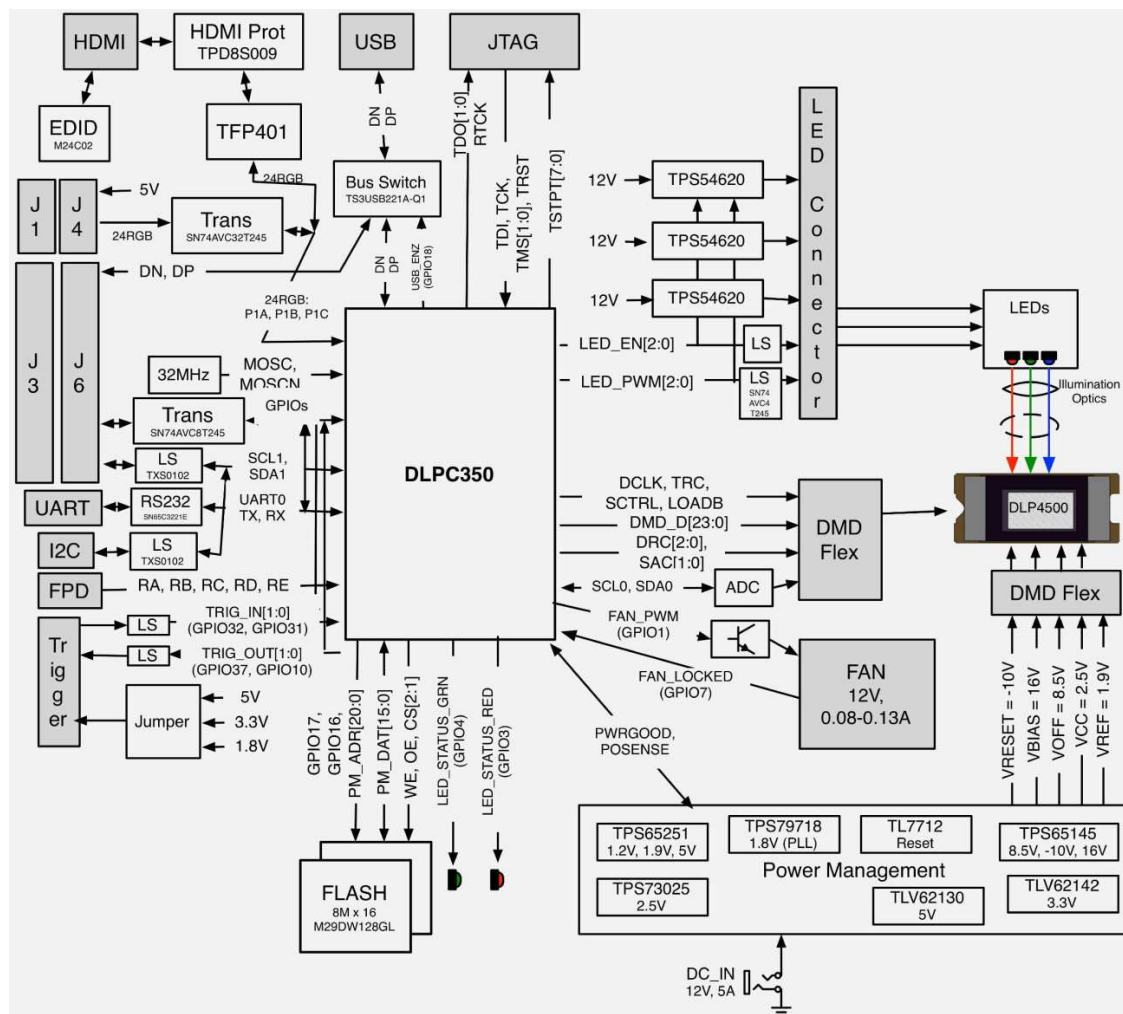 HDMI
HDMI Prot
TPD8S009
USB
JTAG
EDID
M24C02
TFP401
DN
DP
TDO[1:0]
RTCK
TDI, TCK,
TMS[1:0], TRST
TSTPT[7:0]
LED Connector
24RGB
Bus Switch
TS3USB221A-Q1
12V
TPS54620
J1
J4
5V
24RGB
Trans
SN74AVC32T245
12V
TPS54620
DN, DP
DN
DP
USB_ENZ
(GPIO18)
12V
TPS54620
24RGB:
P1A, P1B, P1C
LEDs
LED_EN[2:0]
LS
J3
J6
32MHz
MOSC,
MOSCN
LED_PWM[2:0]
LS
SN74
AVC4
T245
Illumination
Optics
GPIOs
Trans
SN74AVC8T245
DLPC350
LS
TXS0102
SCL1,
SDA1
UART
RS232
SN65C3221E
UART0
TX, RX
DCLK, TRC,
SCTRL, LOADB
DMD_D[23:0]
DRC[2:0],
SAC[1:0]
DMD
Flex
DLP4500
I2C
LS
TXS0102
FPD
RA, RB, RC, RD, RE
SCL0, SDA0
ADC
DMD Flex
Trigger
LS
TRIG_IN[1:0]
(GPIO32, GPIO31)
LS
TRIG_OUT[1:0]
(GPIO37, GPIO10)
FAN_PWM
(GPIO1)
FAN_LOCKED
(GPIO7)
FAN
12V,
0.08-0.13A
Jumper
5V
3.3V
1.8V
GPIO17,
GPIO16,
PM_ADR[20:0]
PM_DAT[15:0]
WE, OE, CS[2:1]
LED_STATUS_GRN
(GPIO4)
LED_STATUS_RED
(GPIO3)
PWRGOOD,
POSENSE
VRESET = -10V
VBIAS = 16V
VOFF = 8.5V
VCC = 2.5V
VREF = 1.9V
FLASH
8M x 16
M29DW128GL
TPS65251
1.2V, 1.9V, 5V
TPS79718
1.8V (PLL)
TL7712
Reset
TPS65145
8.5V, -10V, 16V
Power Management
TPS73025
2.5V
TLV62130
5V
TLV62142
3.3V
DC_IN
12V, 5A